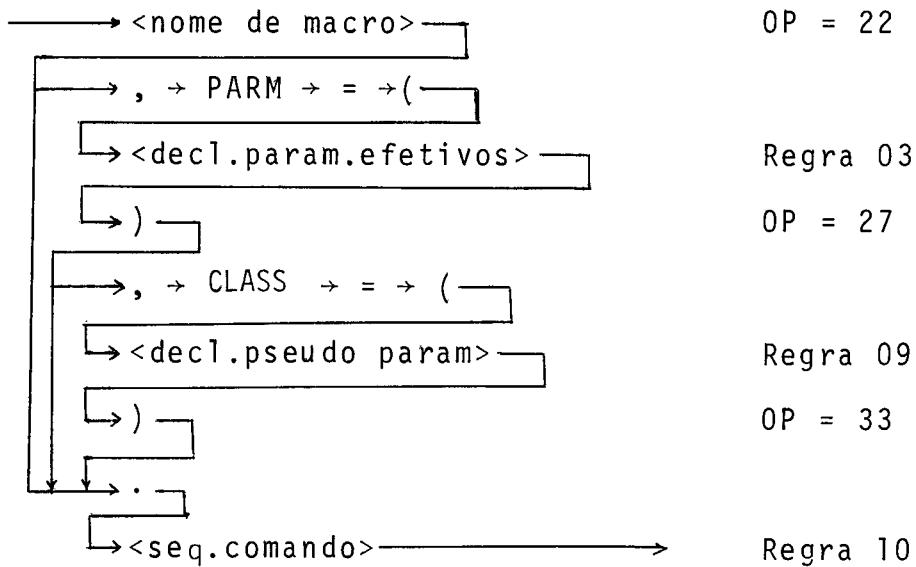 <nome de macro> OP = 22
, → PARM → = →(
<decl.param.efetivos> Regra 03
) OP = 27
, → CLASS → = → (
<decl.pseudo param> Regra 09
) OP = 33
.
<seq.comando> Regra 10